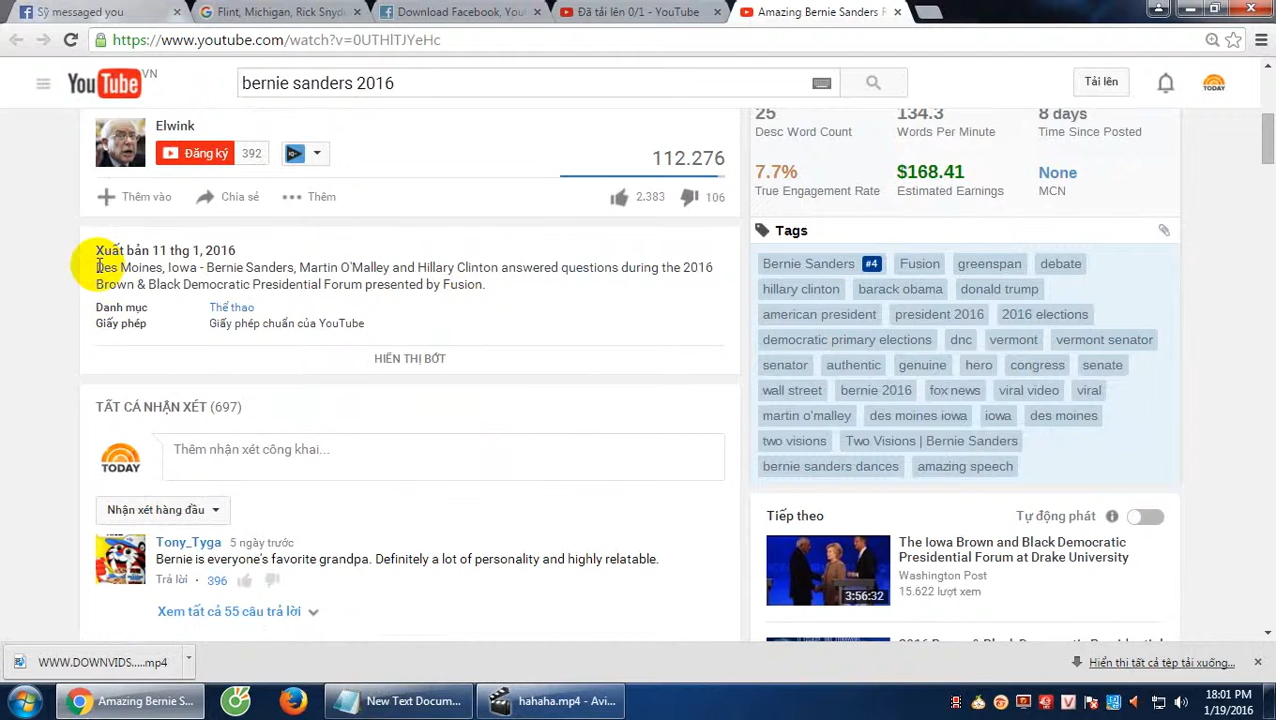 Sỹ messaged you
Flint, Michigan, Rick Snyd
Download Facebook, You
Đã tải lên 0/1 - YouTube
Amazing Bernie Sanders F
https://www.youtube.com/watch?v=0UTHlTJYeHc
YouTube VN
bernie sanders 2016
Tải lên
TODAY
Elwink
Đăng ký 392
112.276
Thêm vào
Chia sẻ
Thêm
2.383
106
Xuất bản 11 thg 1, 2016
Des Moines, Iowa - Bernie Sanders, Martin O'Malley and Hillary Clinton answered questions during the 2016
Brown & Black Democratic Presidential Forum presented by Fusion.
Danh mục Thể thao
Giấy phép Giấy phép chuẩn của YouTube
HIỂN THỊ BỚT
TẤT CẢ NHẬN XÉT (697)
TODAY
Thêm nhận xét công khai...
Nhận xét hàng đầu
Tony_Tyga 5 ngày trước
Bernie is everyone's favorite grandpa. Definitely a lot of personality and highly relatable.
Trả lời · 396
Xem tất cả 55 câu trả lời
25 134.3 8 days
Desc Word Count Words Per Minute Time Since Posted
7.7% $168.41 None
True Engagement Rate Estimated Earnings MCN
Tags
Bernie Sanders #4 Fusion greenspan debate
hillary clinton barack obama donald trump
american president president 2016 2016 elections
democratic primary elections dnc vermont vermont senator
senator authentic genuine hero congress senate
wall street bernie 2016 fox news viral video viral
martin o'malley des moines iowa iowa des moines
two visions Two Visions | Bernie Sanders
bernie sanders dances amazing speech
Tiếp theo
Tự động phát
The Iowa Brown and Black Democratic
Presidential Forum at Drake University
Washington Post
15.622 lượt xem
3:56:32
2016 Brown & Black Democratic Presidential
WWW.DOWNVIDS.....mp4
Hiển thị tất cả tệp tải xuống...
Amazing Bernie S...
New Text Docum...
hahaha.mp4 - Avi...
18:01 PM
1/19/2016